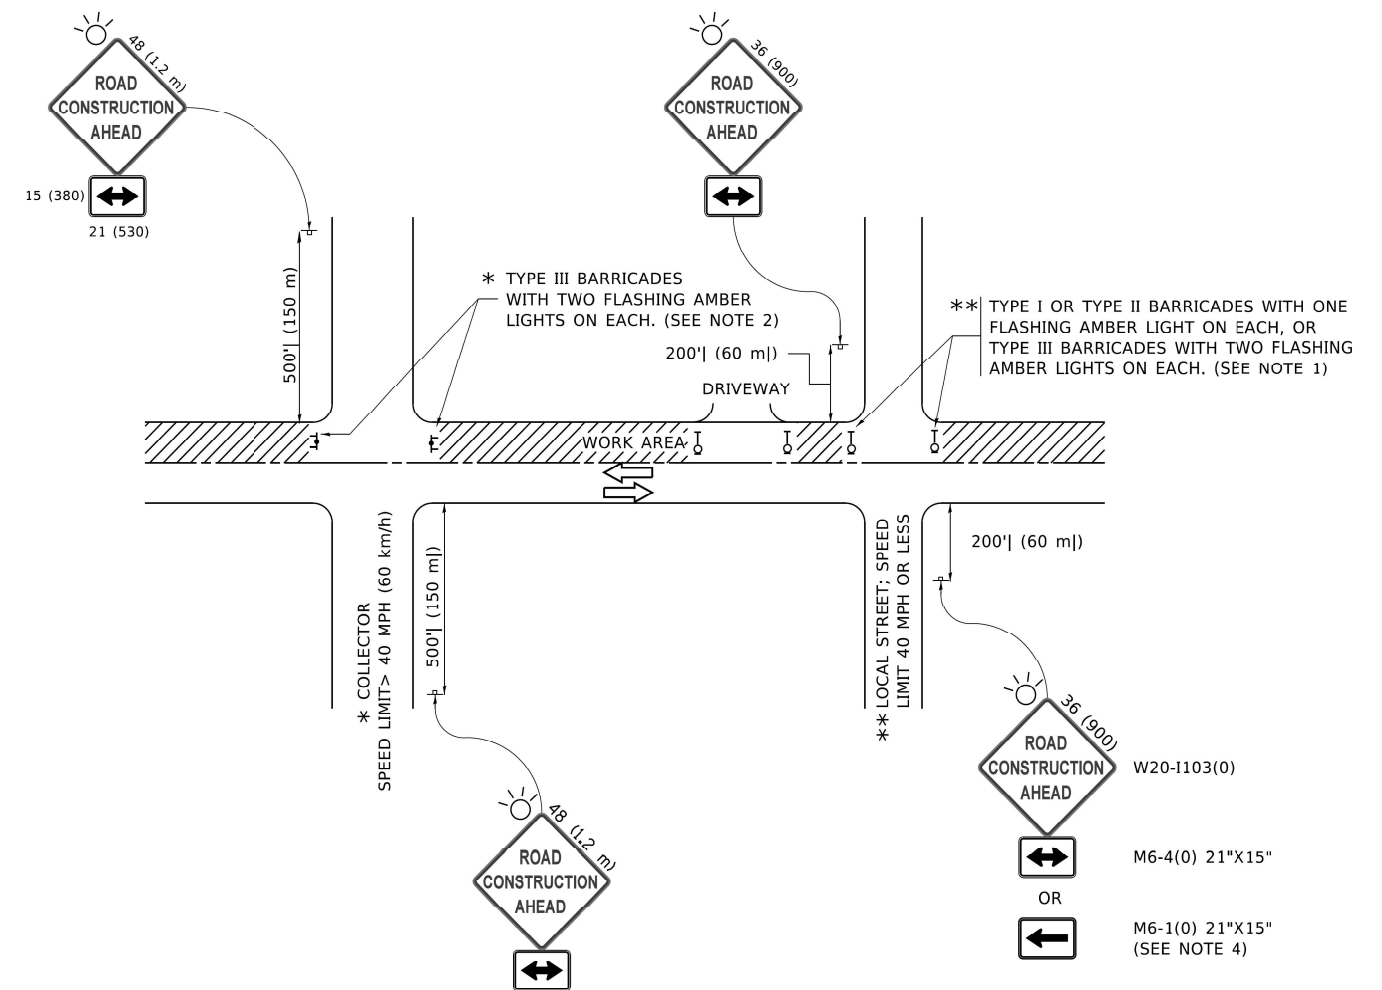 48 (1.2 m)
ROAD
CONSTRUCTION
AHEAD
15 (380)
21 (530)
36 (900)
ROAD
CONSTRUCTION
AHEAD
500'| (150 m)
* TYPE III BARRICADES
WITH TWO FLASHING AMBER
LIGHTS ON EACH. (SEE NOTE 2)
200'| (60 m|)
DRIVEWAY
** TYPE I OR TYPE II BARRICADES WITH ONE
FLASHING AMBER LIGHT ON EACH, OR
TYPE III BARRICADES WITH TWO FLASHING
AMBER LIGHTS ON EACH. (SEE NOTE 1)
WORK AREA
* COLLECTOR
SPEED LIMIT> 40 MPH (60 km/h)
500'| (150 m|)
** LOCAL STREET; SPEED
LIMIT 40 MPH OR LESS
200'| (60 m|)
48 (1.2 m)
ROAD
CONSTRUCTION
AHEAD
36 (900)
ROAD
CONSTRUCTION
AHEAD
W20-I103(0)
M6-4(0) 21"X15"
OR
M6-1(0) 21"X15"
(SEE NOTE 4)